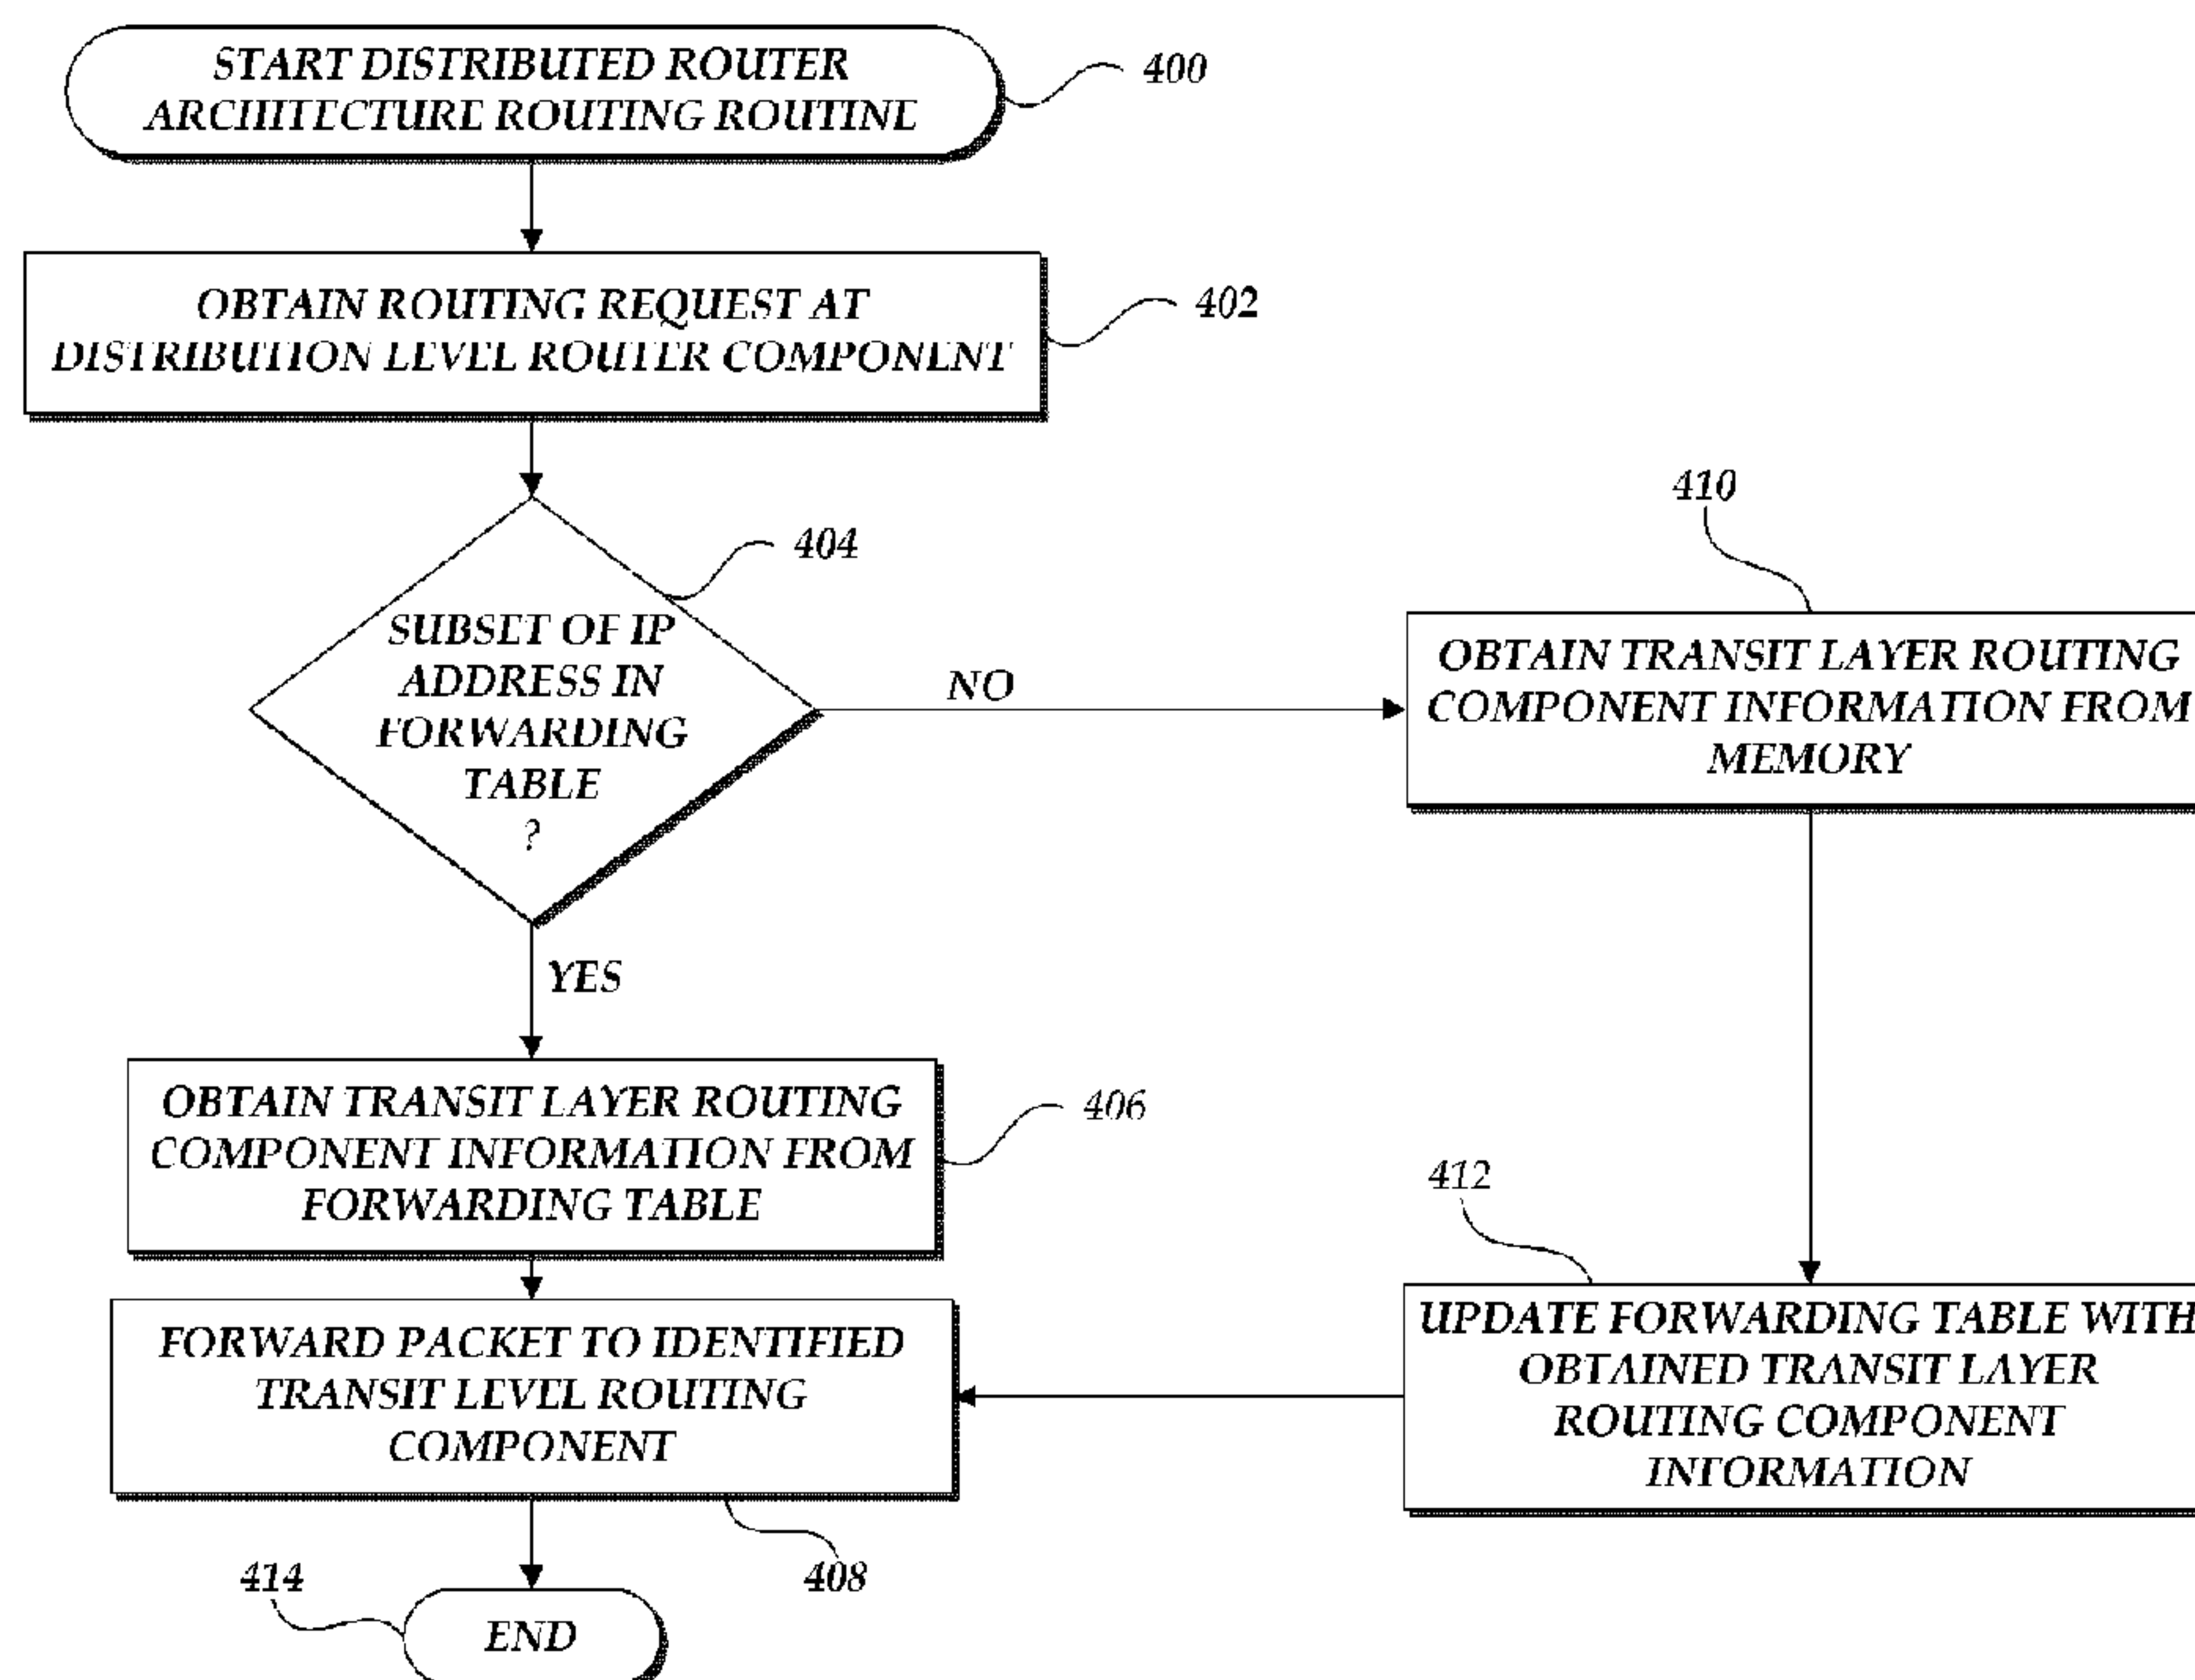 START DISTRIBUTED ROUTER
ARCHITECTURE ROUTING ROUTINE
400
OBTAIN ROUTING REQUEST AT
DISTRIBUTION LEVEL ROUTER COMPONENT
402
404
SUBSET OF IP
ADDRESS IN
FORWARDING
TABLE
?
NO
YES
410
OBTAIN TRANSIT LAYER ROUTING
COMPONENT INFORMATION FROM
MEMORY
OBTAIN TRANSIT LAYER ROUTING
COMPONENT INFORMATION FROM
FORWARDING TABLE
406
412
UPDATE FORWARDING TABLE WITH
OBTAINED TRANSIT LAYER
ROUTING COMPONENT
INFORMATION
FORWARD PACKET TO IDENTIFIED
TRANSIT LEVEL ROUTING
COMPONENT
408
414
END